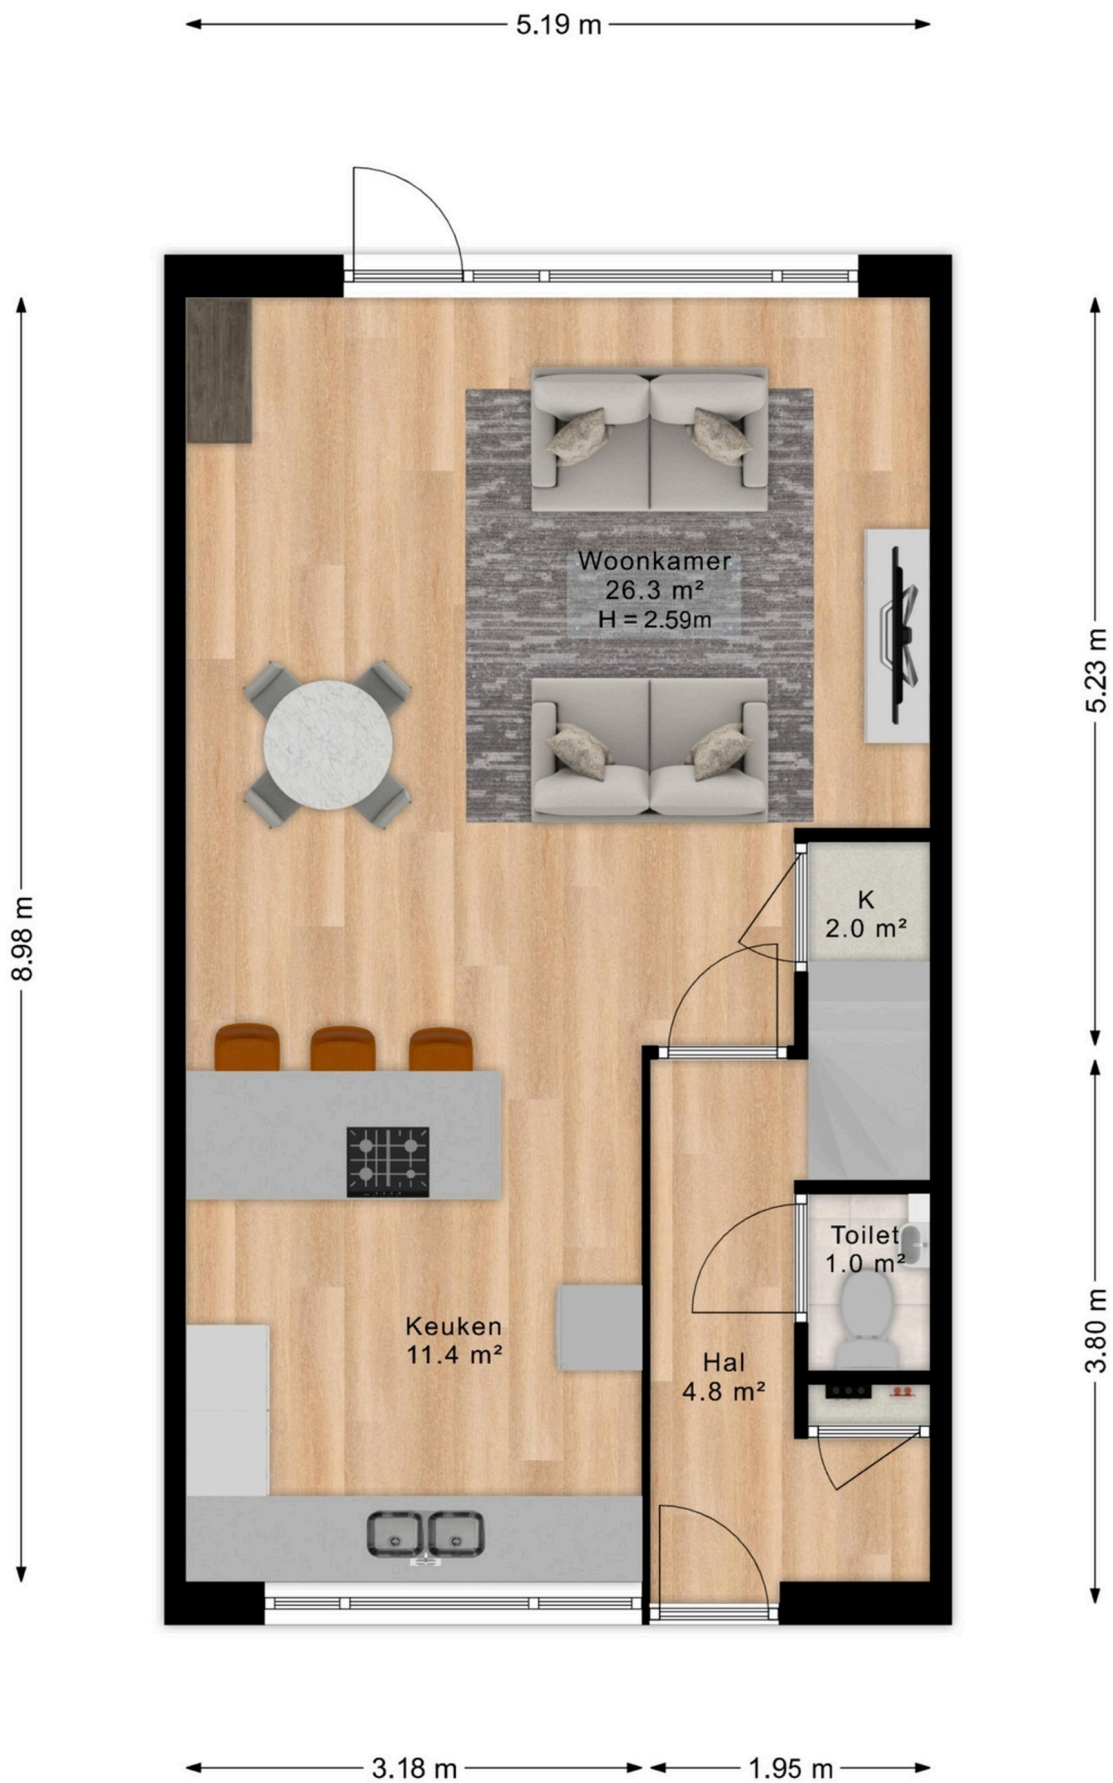 5.19 m
Woonkamer
26.3 m²
H = 2.59m
5.23 m
K
2.0 m²
8.98 m
Toilet
1.0 m²
Keuken
11.4 m²
Hal
4.8 m²
3.80 m
3.18 m
1.95 m